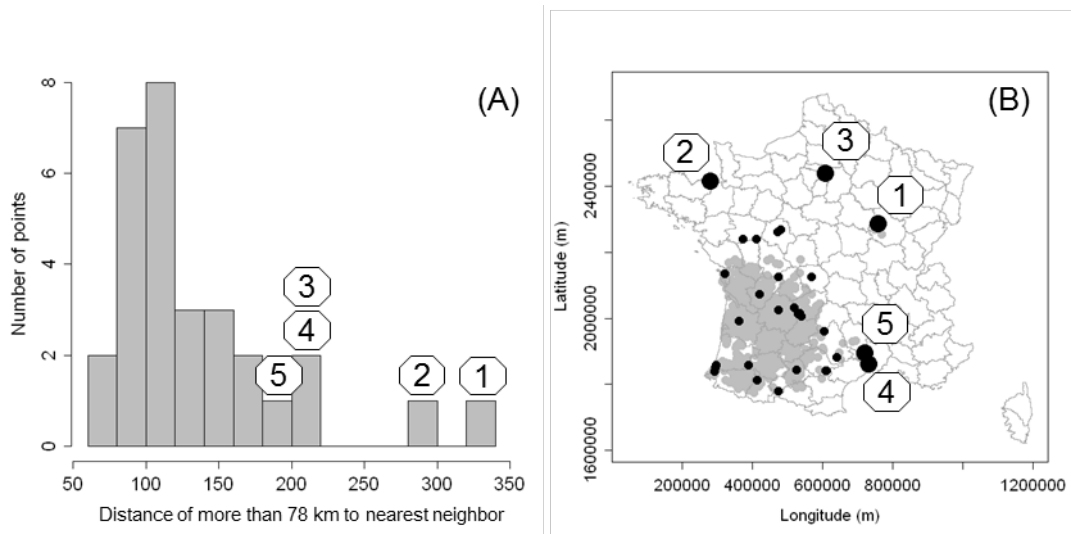 (A)
8
6
4
2
0
Number of points
3
4
5
2
1
50 100 150 200 250 300 350
Distance of more than 78 km to nearest neighbor
(B)
3
2
1
5
4
2400000
2000000
1600000
Latitude (m)
200000 400000 600000 800000 1200000
Longitude (m)